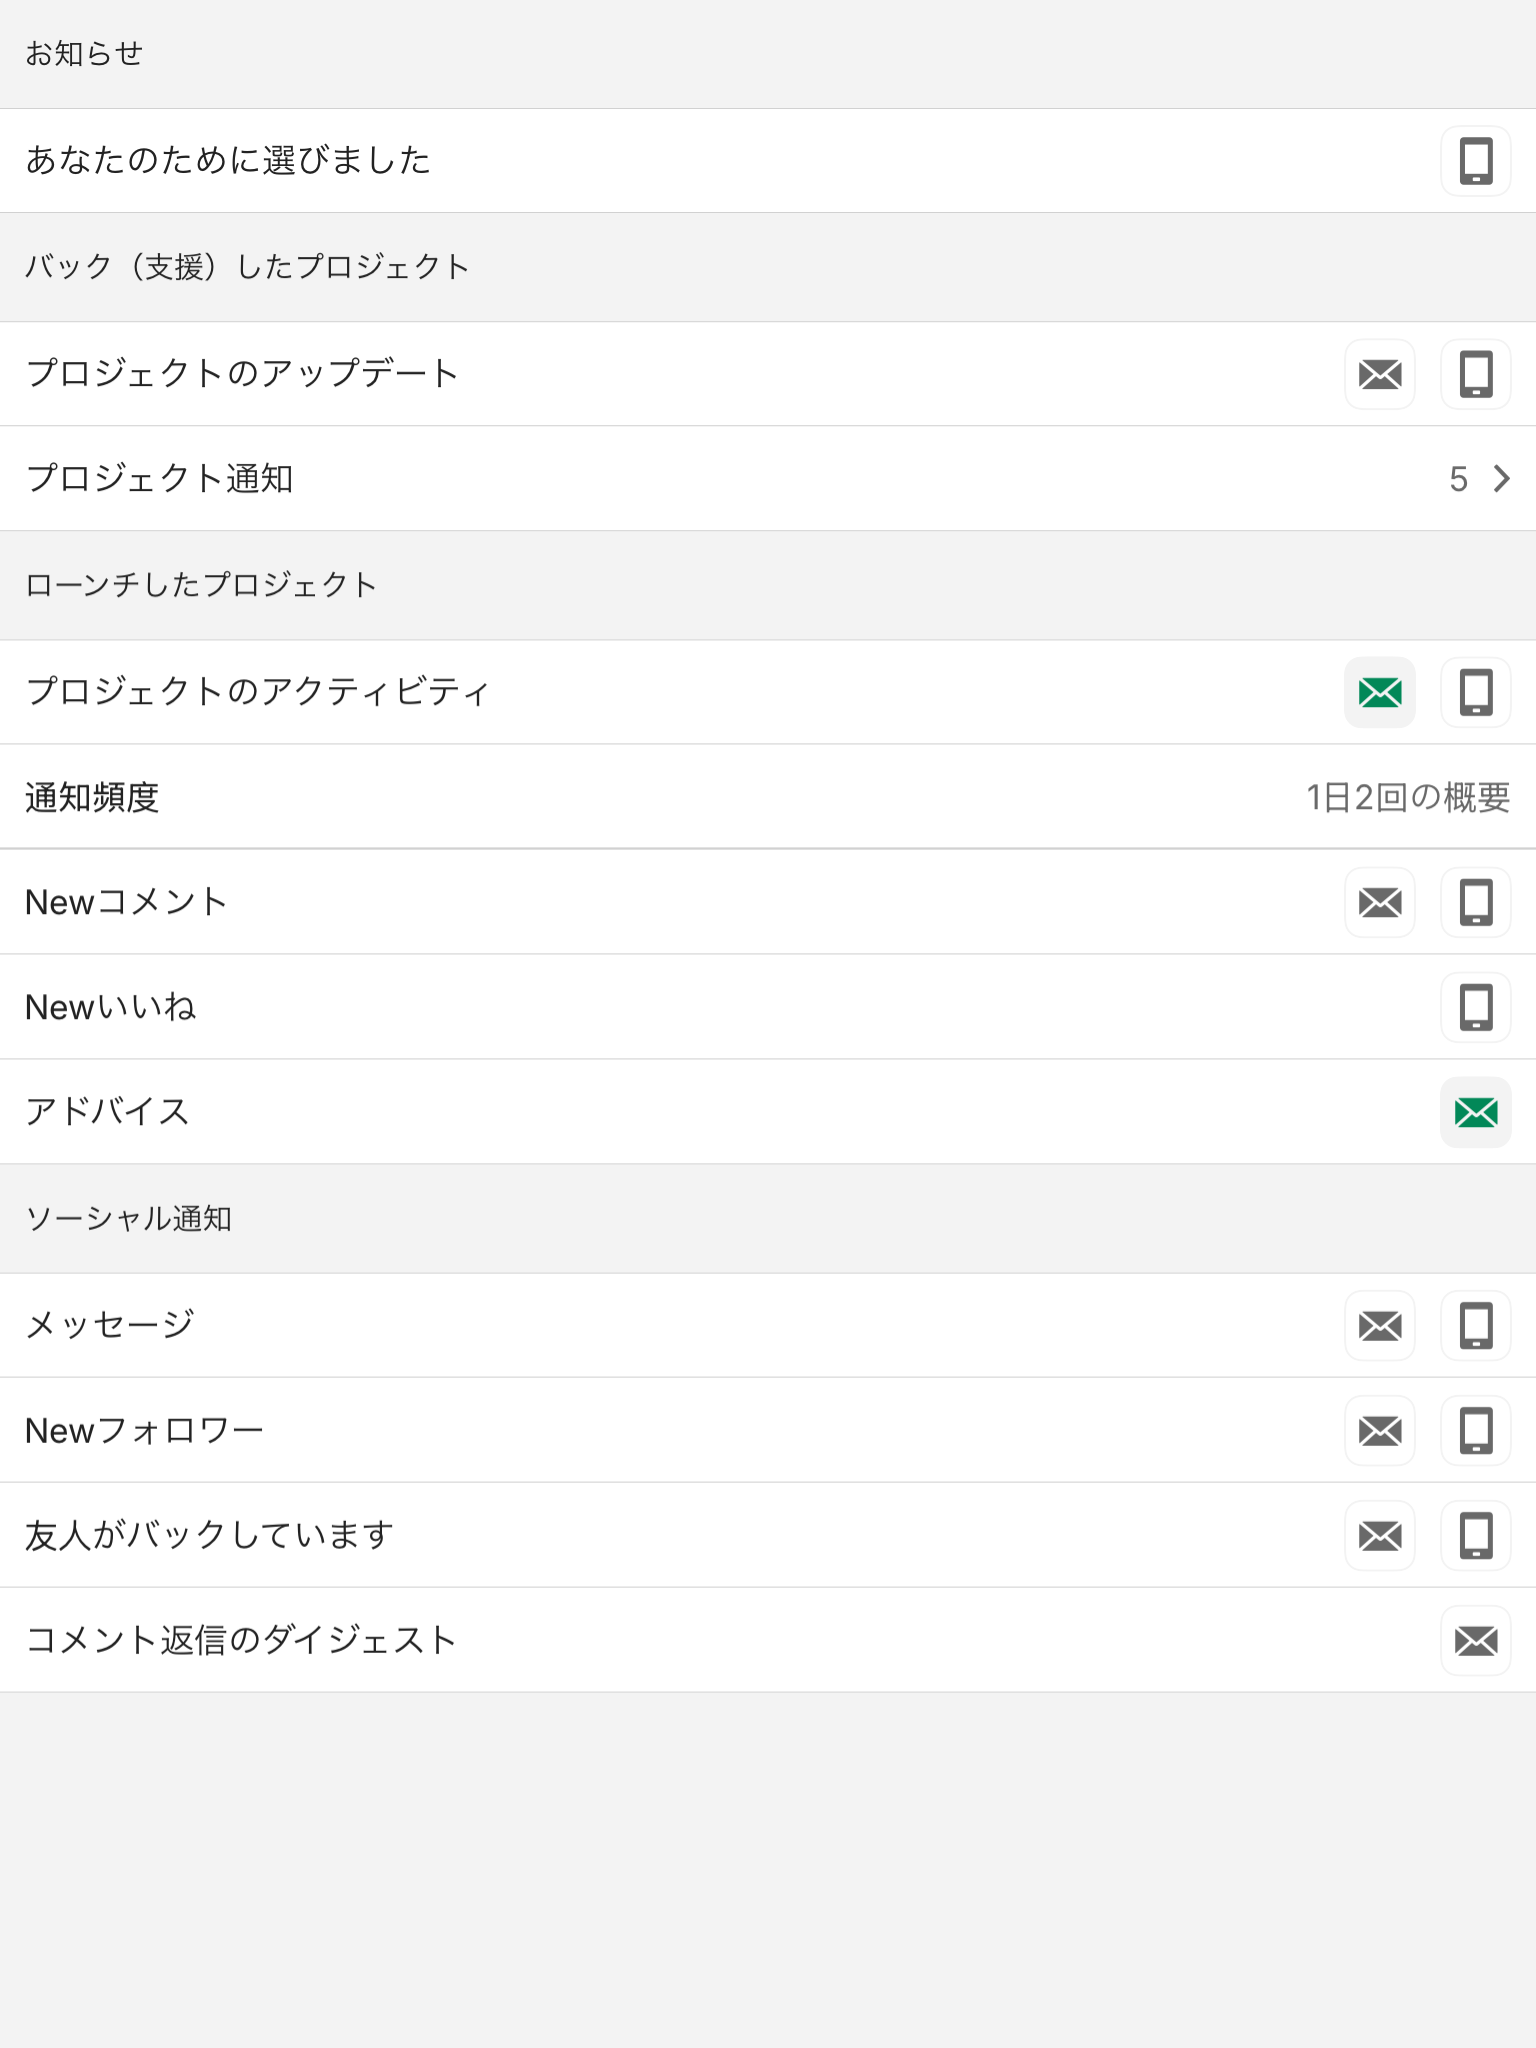 お知らせ
あなたのために選びました
バック（支援）したプロジェクト
プロジェクトのアップデート
プロジェクト通知 5
ローンチしたプロジェクト
プロジェクトのアクティビティ
通知頻度 1日2回の概要
Newコメント
Newいいね
アドバイス
ソーシャル通知
メッセージ
Newフォロワー
友人がバックしています
コメント返信のダイジェスト